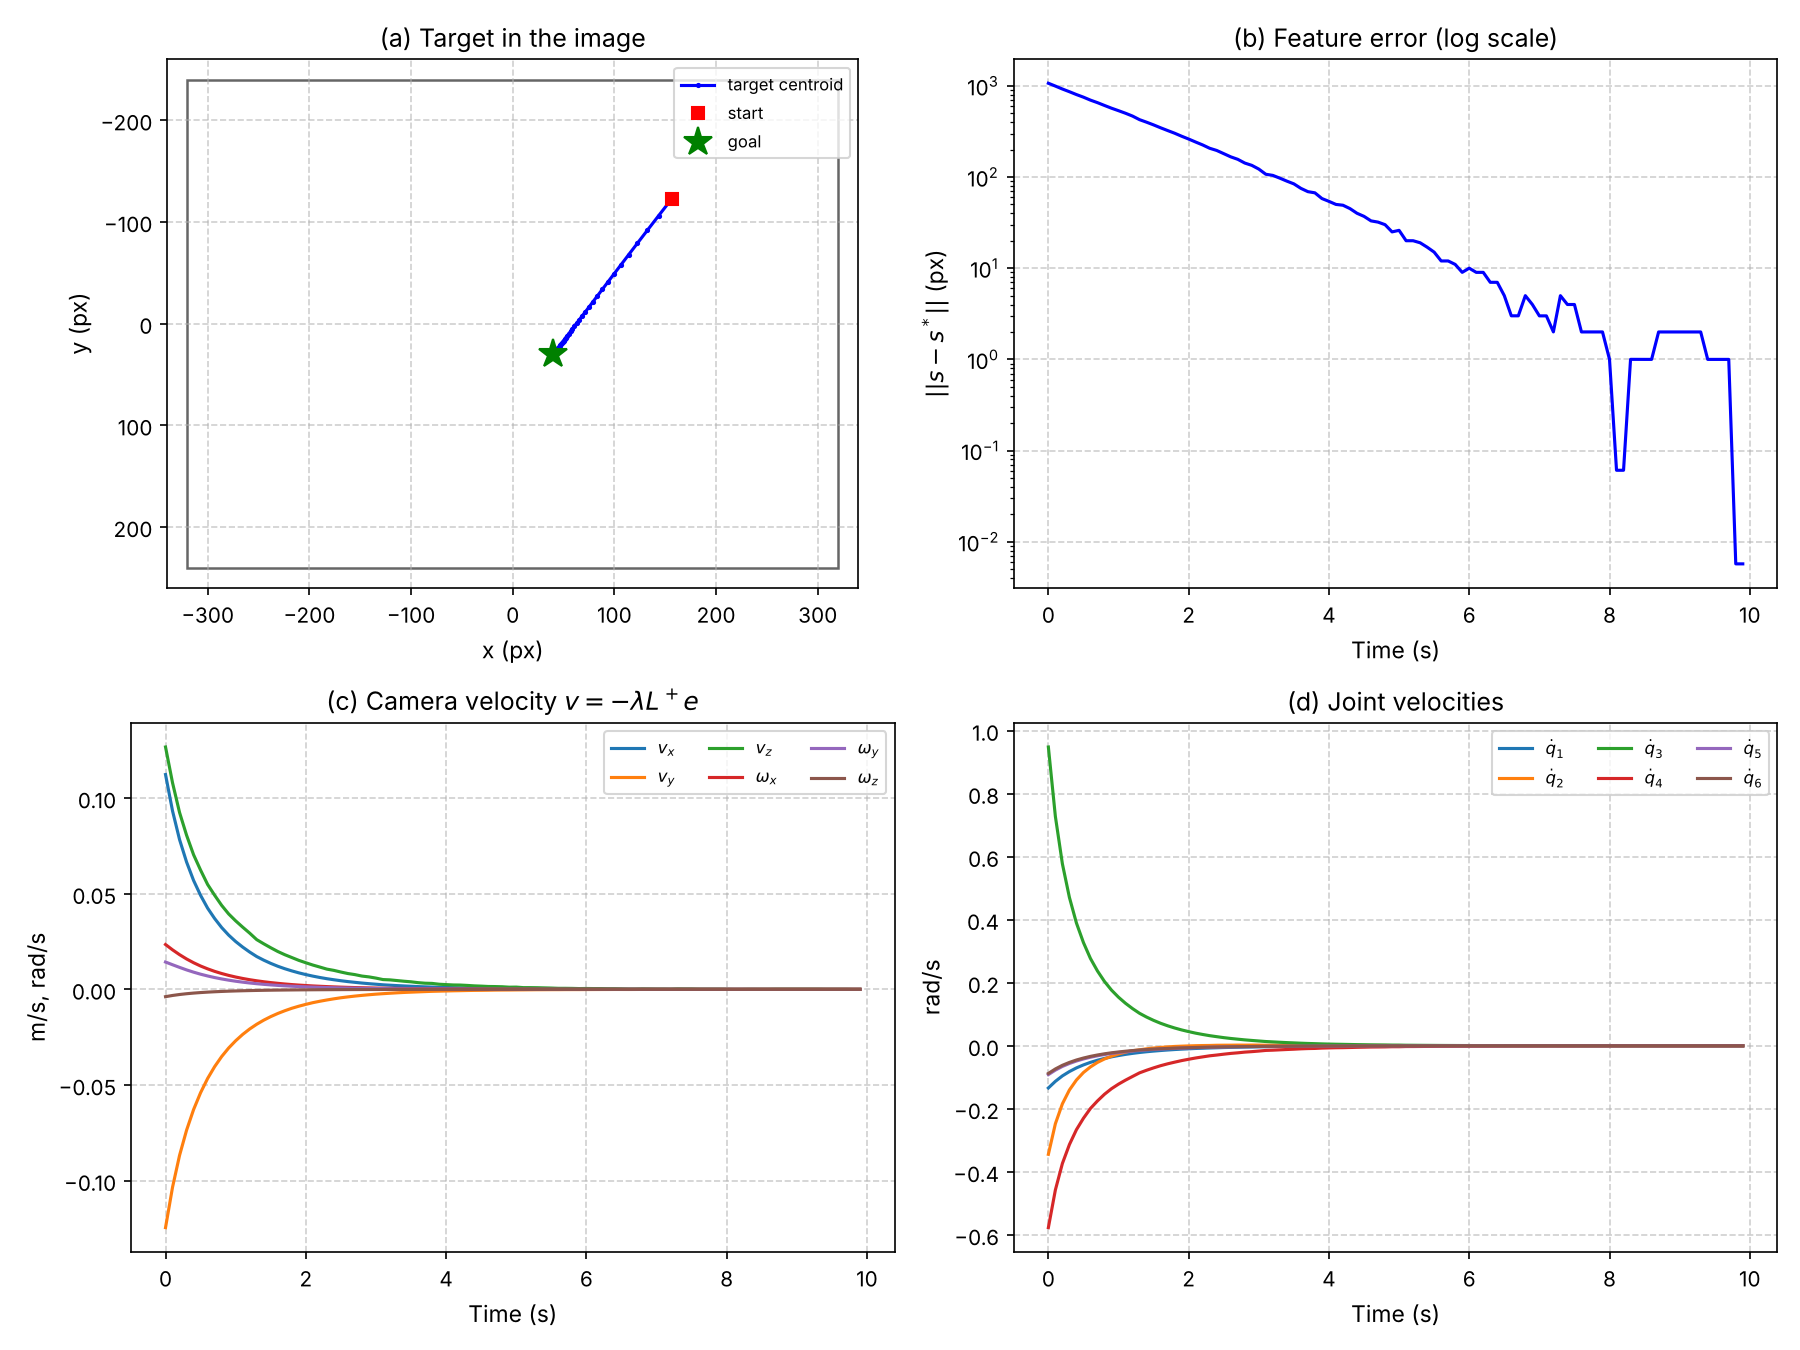 (a) Target in the image
target centroid
start
goal
−200
−100
0
100
200
y (px)
−300 −200 −100 0 100 200 300
x (px)
(b) Feature error (log scale)
10³
10²
10¹
10⁰
10⁻¹
10⁻²
||s − s*|| (px)
0 2 4 6 8 10
Time (s)
(c) Camera velocity v = −λL⁺e
v_x v_z ω_y
v_y ω_x ω_z
0.10
0.05
0.00
−0.05
−0.10
m/s, rad/s
0 2 4 6 8 10
Time (s)
(d) Joint velocities
q̇₁ q̇₃ q̇₅
q̇₂ q̇₄ q̇₆
1.0
0.8
0.6
0.4
0.2
0.0
−0.2
−0.4
−0.6
rad/s
0 2 4 6 8 10
Time (s)